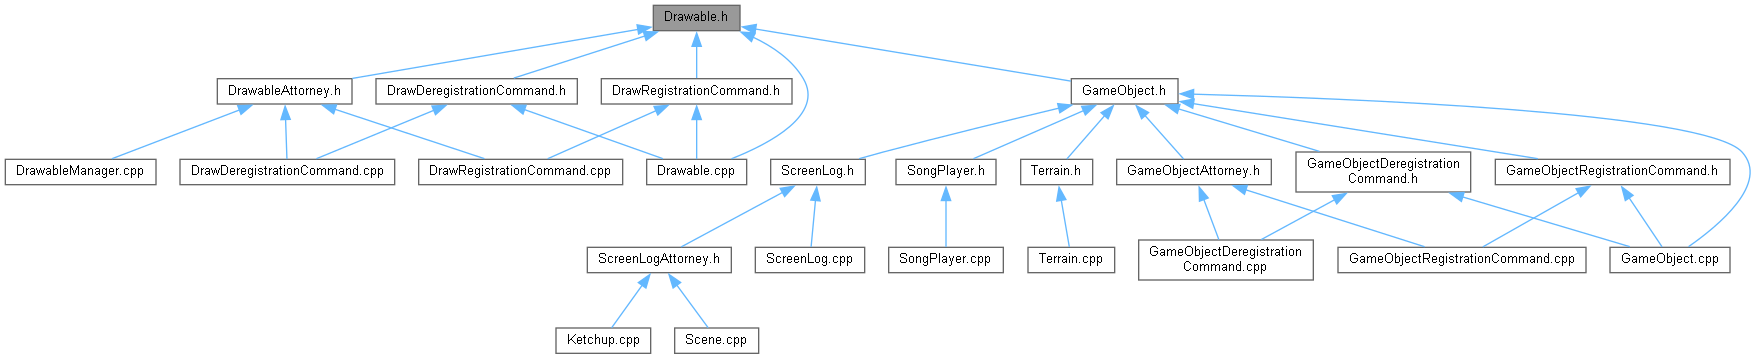 Drawable.h
DrawableAttorney.h
DrawDeregistrationCommand.h
DrawRegistrationCommand.h
GameObject.h
DrawableManager.cpp
DrawDeregistrationCommand.cpp
DrawRegistrationCommand.cpp
Drawable.cpp
ScreenLog.h
SongPlayer.h
Terrain.h
GameObjectAttorney.h
GameObjectDeregistration
Command.h
GameObjectRegistrationCommand.h
ScreenLogAttorney.h
ScreenLog.cpp
SongPlayer.cpp
Terrain.cpp
GameObjectDeregistration
Command.cpp
GameObjectRegistrationCommand.cpp
GameObject.cpp
Ketchup.cpp
Scene.cpp